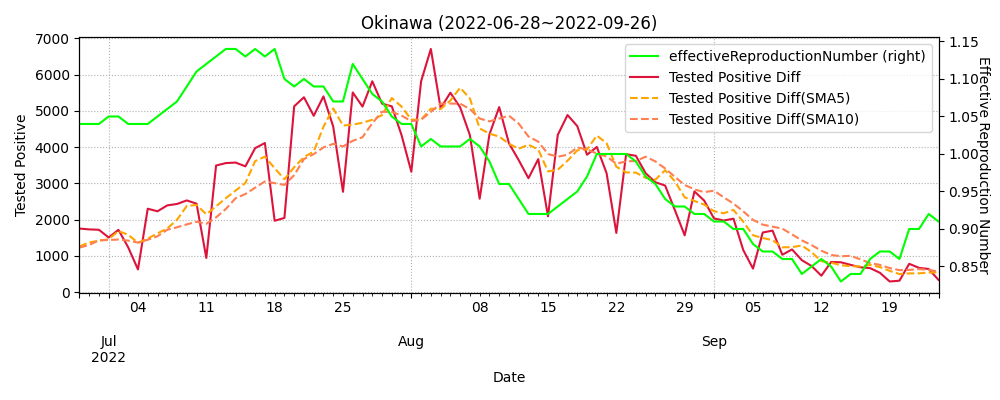 Okinawa (2022-06-28~2022-09-26)
effectiveReproductionNumber (right)
Tested Positive Diff
Tested Positive Diff(SMA5)
Tested Positive Diff(SMA10)
Tested Positive
7000
6000
5000
4000
3000
2000
1000
0
1.15
1.10
1.05
1.00
0.95
0.90
0.85
Effective Reproduction Number
04 11 18 25 08 15 22 29 05 12 19
Jul Aug Sep
2022
Date